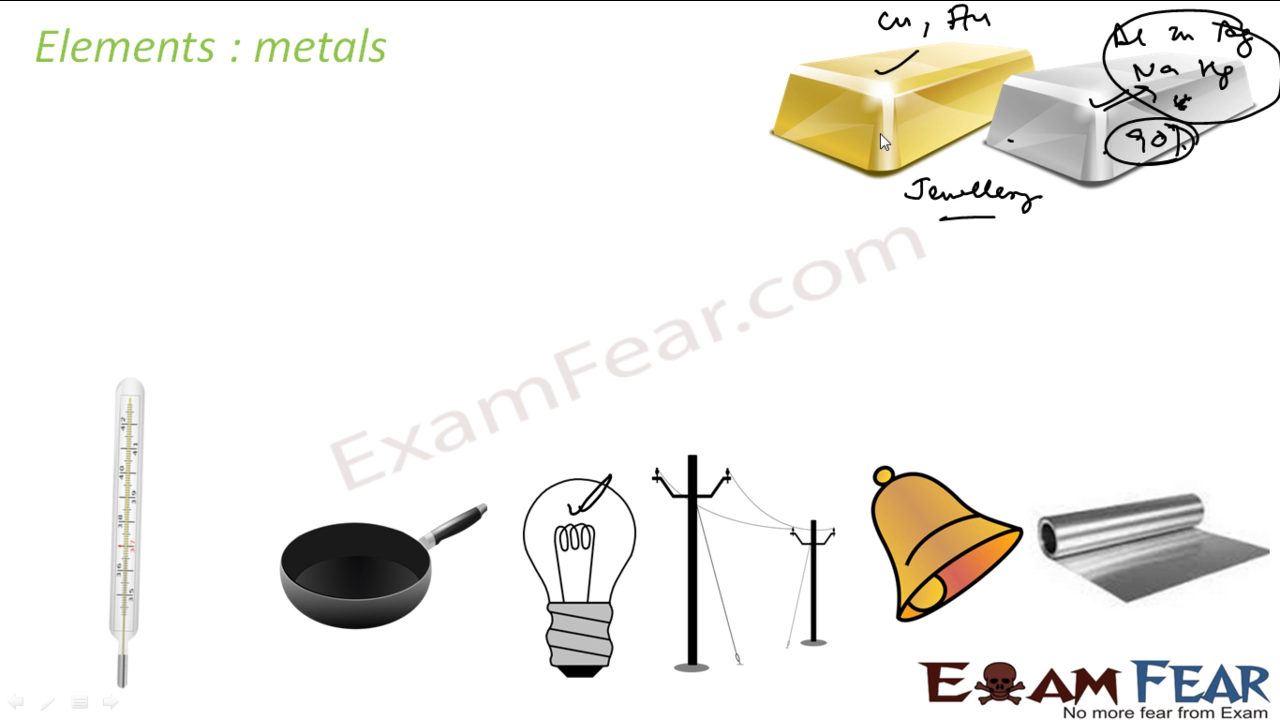 Elements : metals
Cu, Au
Al Zn Ag
Na Hg
90%
Jewellery
ExamFear.com
EXAM FEAR
No more fear from Exam